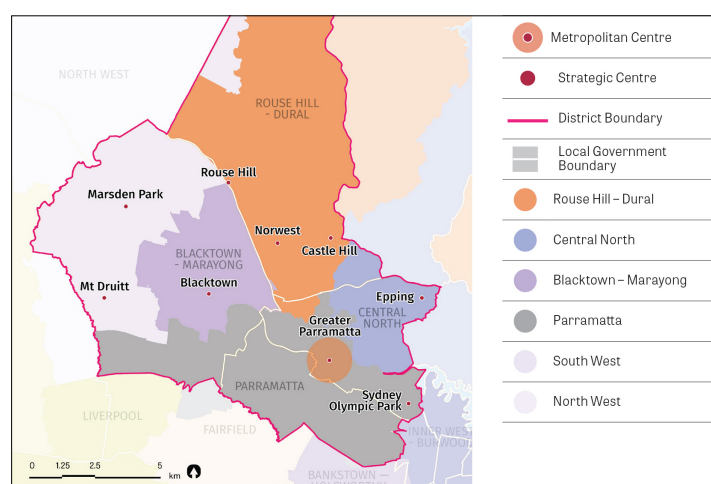 NORTH WEST
ROUSE HILL
- DURAL
Rouse Hill
Marsden Park
Norwest
Castle Hill
BLACKTOWN
- MARAYONG
Blacktown
Mt Druitt
Epping
CENTRAL
NORTH
Greater
Parramatta
PARRAMATTA
Sydney
Olympic Park
LIVERPOOL
FAIRFIELD
INNER WEST
- BURWOOD
BANKSTOWN –
0 1.25 2.5 5
km
Metropolitan Centre
Strategic Centre
District Boundary
Local Government
Boundary
Rouse Hill – Dural
Central North
Blacktown – Marayong
Parramatta
South West
North West